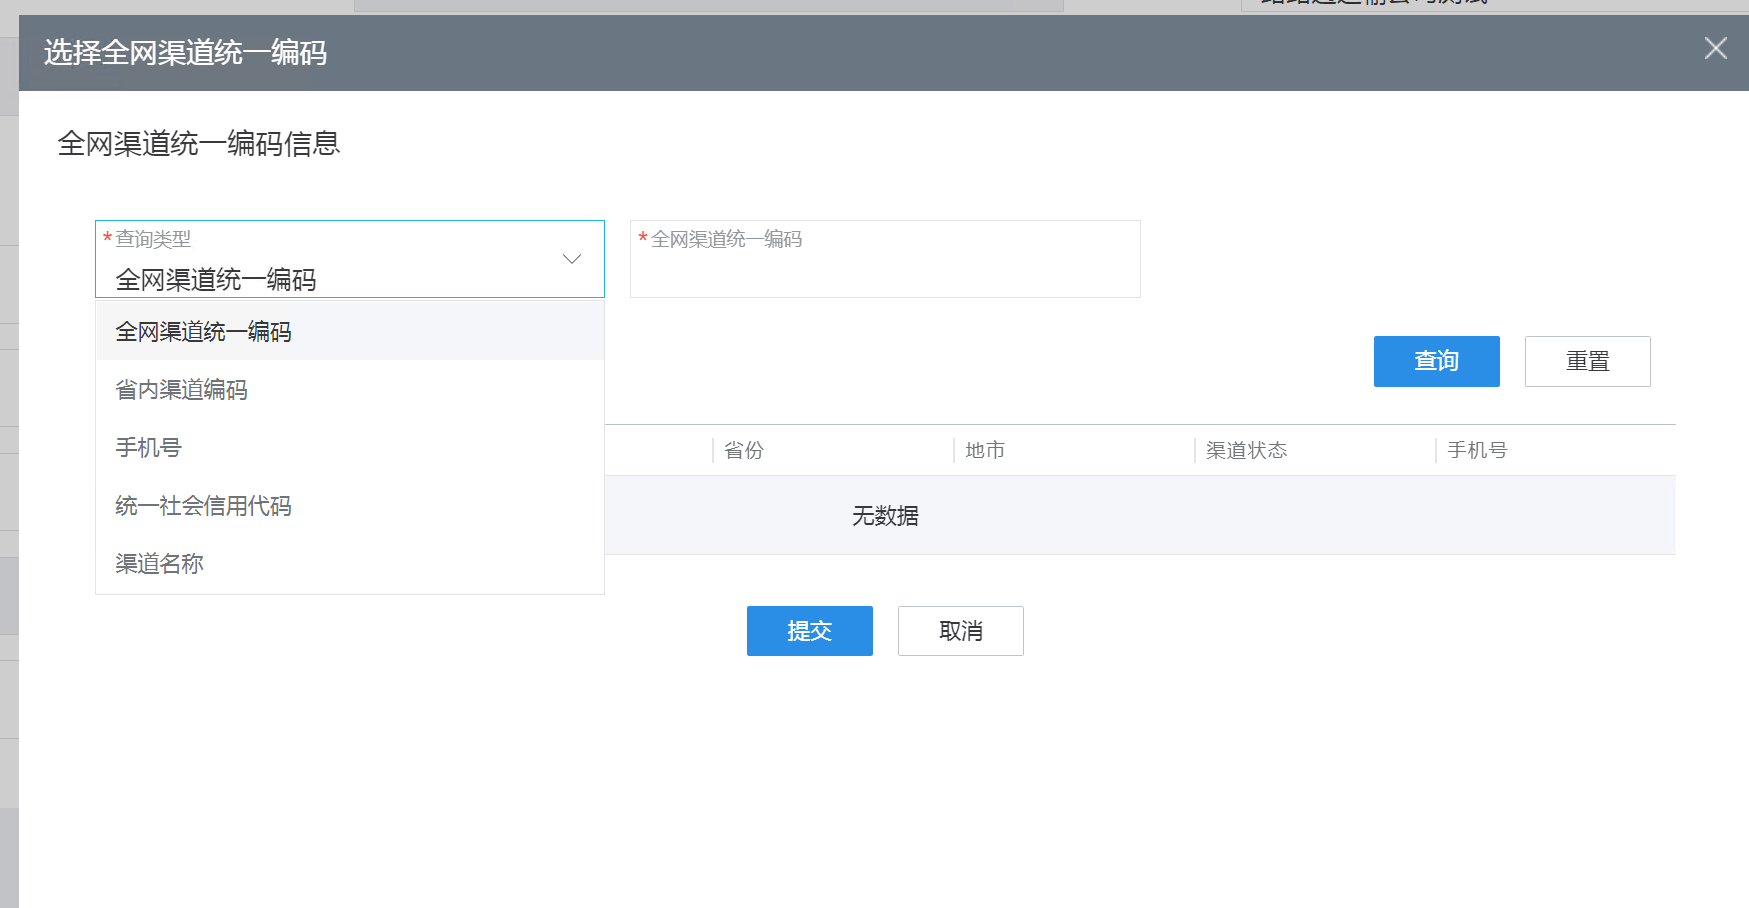 选择全网渠道统一编码
全网渠道统一编码信息
*查询类型
全网渠道统一编码
*全网渠道统一编码
全网渠道统一编码
省内渠道编码
手机号
统一社会信用代码
渠道名称
查询
重置
省份
地市
渠道状态
手机号
无数据
提交
取消